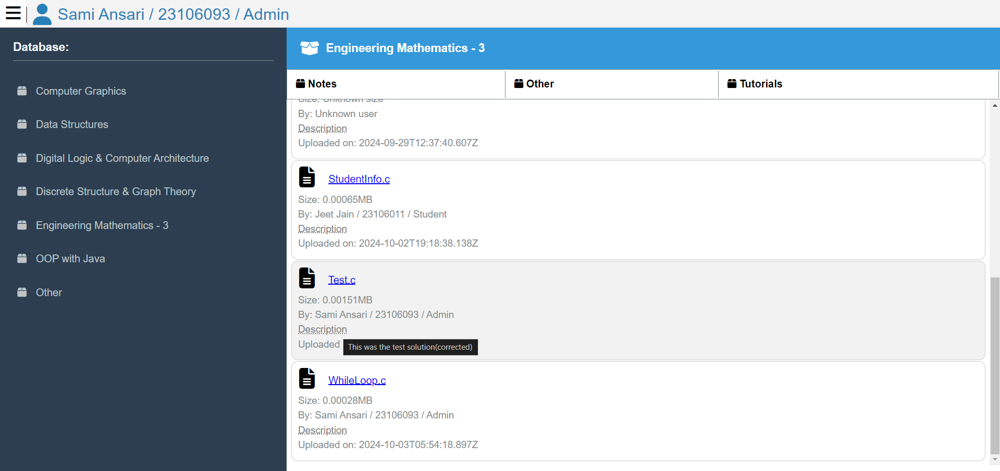 Sami Ansari / 23106093 / Admin
Database:
Computer Graphics
Data Structures
Digital Logic & Computer Architecture
Discrete Structure & Graph Theory
Engineering Mathematics - 3
OOP with Java
Other
Engineering Mathematics - 3
Notes
Other
Tutorials
Size: Unknown size
By: Unknown user
Description
Uploaded on: 2024-09-29T12:37:40.607Z
StudentInfo.c
Size: 0.00065MB
By: Jeet Jain / 23106011 / Student
Description
Uploaded on: 2024-10-02T19:18:38.138Z
Test.c
Size: 0.00151MB
By: Sami Ansari / 23106093 / Admin
Description
Uploaded
This was the test solution(corrected)
WhileLoop.c
Size: 0.00028MB
By: Sami Ansari / 23106093 / Admin
Description
Uploaded on: 2024-10-03T05:54:18.897Z